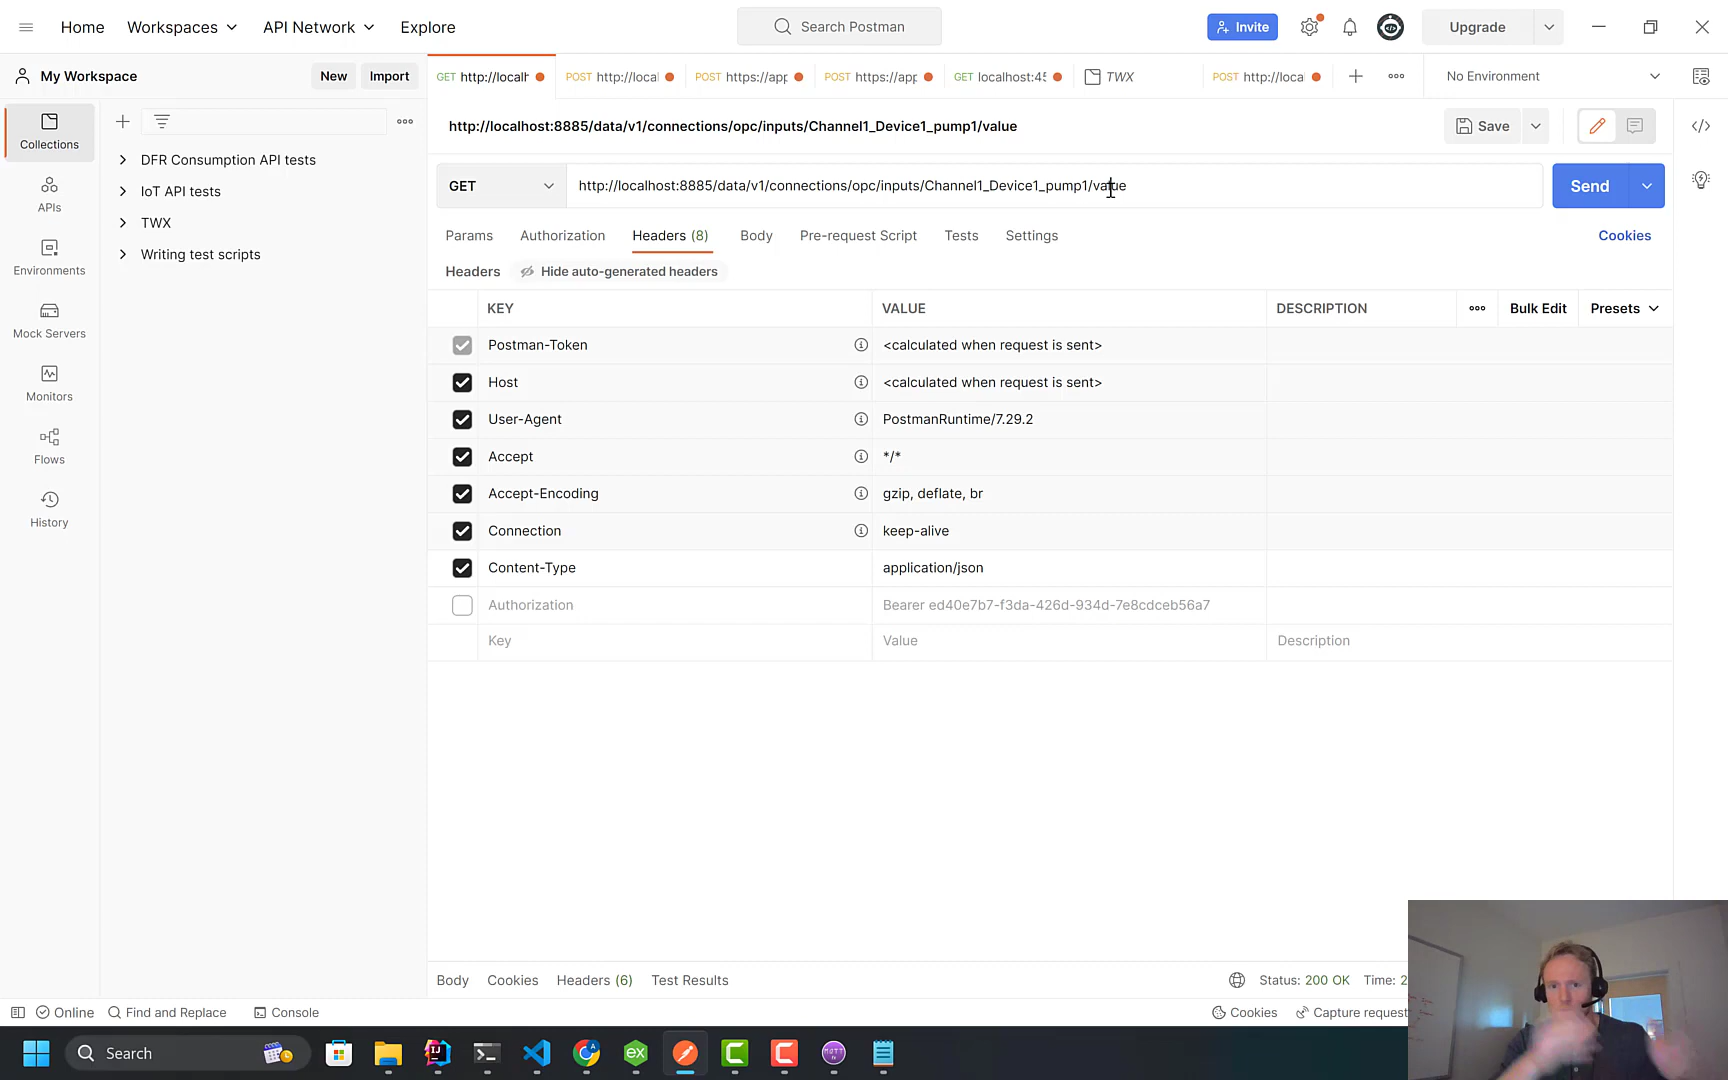 Home Workspaces API Network Explore Search Postman Invite Upgrade
My Workspace New Import GET http://localh POST http://local POST https://app POST https://app GET localhost:45 TWX POST http://loca No Environment
http://localhost:8885/data/v1/connections/opc/inputs/Channel1_Device1_pump1/value Save
Collections
APIs
Environments
Mock Servers
Monitors
Flows
History
DFR Consumption API tests
IoT API tests
TWX
Writing test scripts
GET http://localhost:8885/data/v1/connections/opc/inputs/Channel1_Device1_pump1/value Send
Params Authorization Headers (8) Body Pre-request Script Tests Settings Cookies
Headers Hide auto-generated headers
KEY VALUE DESCRIPTION Bulk Edit Presets
Postman-Token <calculated when request is sent>
Host <calculated when request is sent>
User-Agent PostmanRuntime/7.29.2
Accept */*
Accept-Encoding gzip, deflate, br
Connection keep-alive
Content-Type application/json
Authorization Bearer ed40e7b7-f3da-426d-934d-7e8cdceb56a7
Key Value Description
Body Cookies Headers (6) Test Results Status: 200 OK Time: 2
Online Find and Replace Console Cookies Capture request
Search